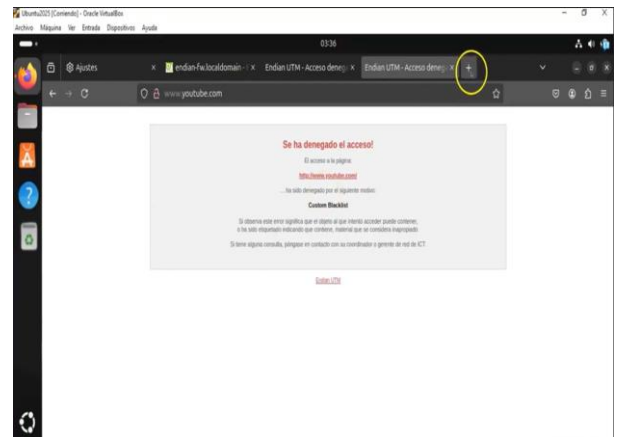 Ubuntu2025 [Corriendo] - Oracle VirtualBox
Archivo Máquina Ver Entrada Dispositivos Ayuda
03:36
Ajustes
endian-fw.localdomain -
Endian UTM - Acceso deneg
Endian UTM - Acceso deneg
www.youtube.com
Se ha denegado el acceso!
El acceso a la página:
http://www.youtube.com/
... ha sido denegado por el siguiente motivo:
Custom Blacklist
Si observa este error significa que el objeto al que intentó acceder puede contener,
o ha sido etiquetado indicando que contiene, material que se considera inapropiado.
Si tiene alguna consulta, póngase en contacto con su coordinador o gerente de red de ICT.
Endian UTM